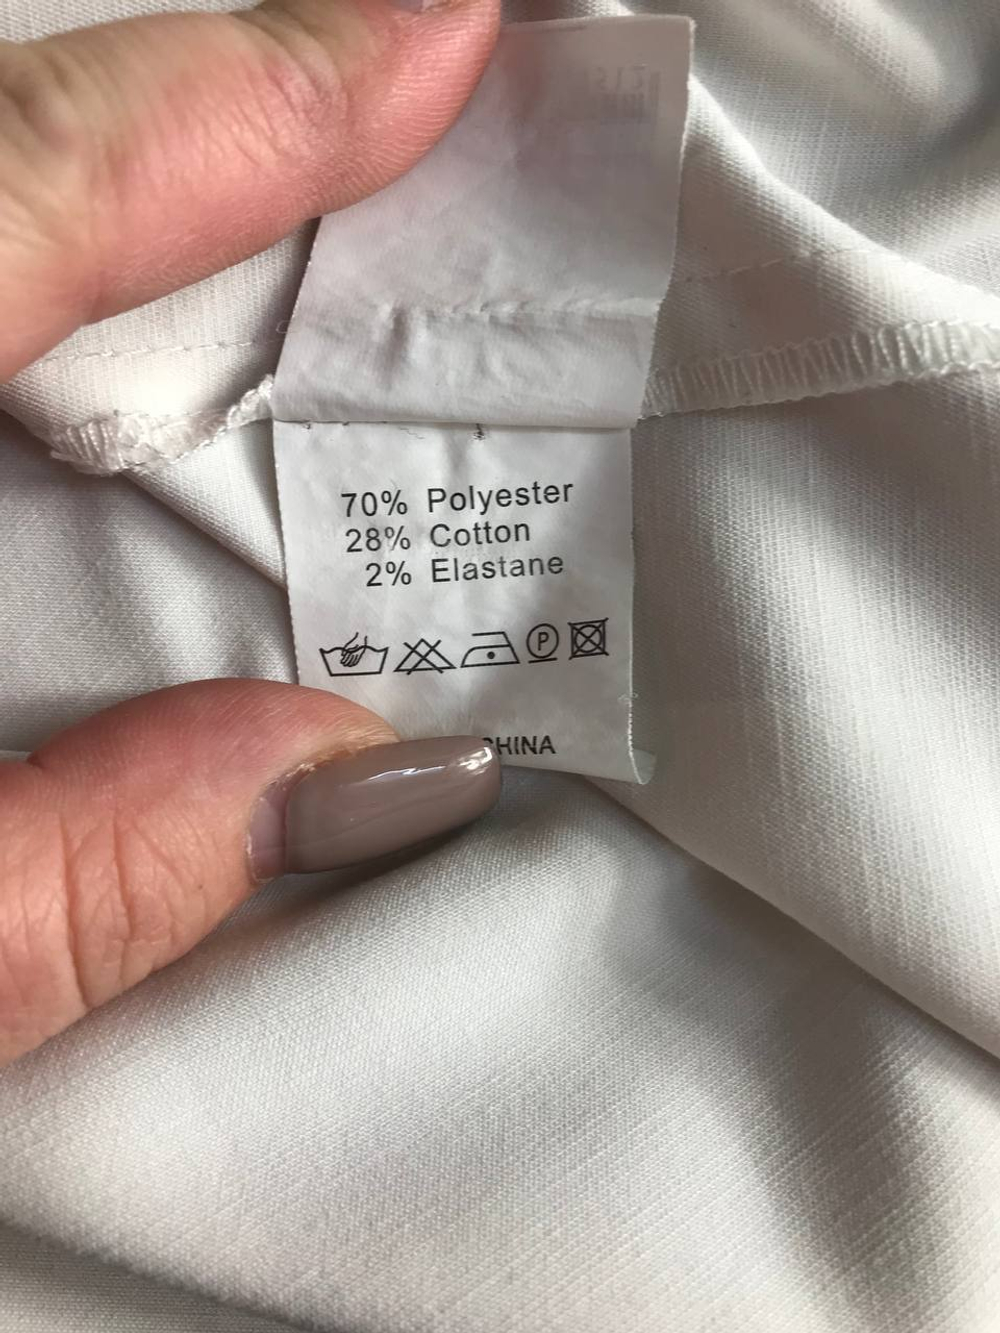 70% Polyester
28% Cotton
2% Elastane
P
CHINA